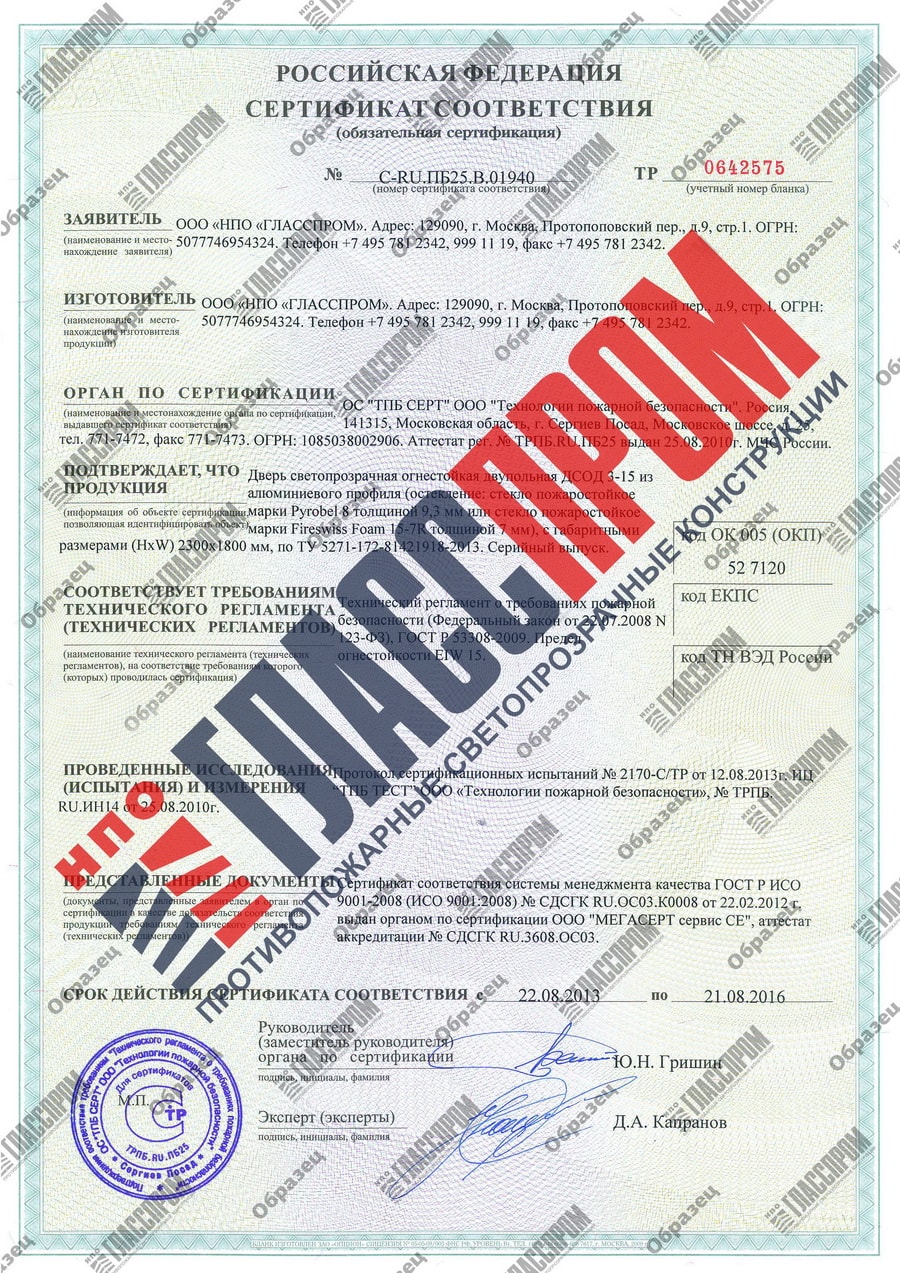 РОССИЙСКАЯ ФЕДЕРАЦИЯ
СЕРТИФИКАТ СООТВЕТСТВИЯ
(обязательная сертификация)
№ C-RU.ПБ25.В.01940
(номер сертификата соответствия)
ТР 0642575
(учетный номер бланка)
ЗАЯВИТЕЛЬ
(наименование и место-
нахождение заявителя)
ООО «НПО «ГЛАССПРОМ». Адрес: 129090, г. Москва, Протопоповский пер., д.9, стр.1. ОГРН:
5077746954324. Телефон +7 495 781 2342, 999 11 19, факс +7 495 781 2342.
ИЗГОТОВИТЕЛЬ
(наименование и место-
нахождение изготовителя
продукции)
ООО «НПО «ГЛАССПРОМ». Адрес: 129090, г. Москва, Протопоповский пер., д.9, стр.1. ОГРН:
5077746954324. Телефон +7 495 781 2342, 999 11 19, факс +7 495 781 2342.
ОРГАН ПО СЕРТИФИКАЦИИ
(наименование и местонахождение органа по сертификации,
выдавшего сертификат соответствия)
ОС "ТПБ СЕРТ" ООО "Технологии пожарной безопасности". Россия,
141315, Московская область, г. Сергиев Посад, Московское шоссе, д. 25,
тел. 771-7472, факс 771-7473. ОГРН: 1085038002906. Аттестат рег. № ТРПБ.RU.ПБ25 выдан 25.08.2010г. МЧС России.
ПОДТВЕРЖДАЕТ, ЧТО
ПРОДУКЦИЯ
(информация об объекте сертификации,
позволяющая идентифицировать объект)
Дверь светопрозрачная огнестойкая двупольная ДСОД 3-15 из
алюминиевого профиля (остекление: стекло пожаростойкое
марки Pyrobel 8 толщиной 9,3 мм или стекло пожаростойкое
марки Fireswiss Foam 15-7R толщиной 7 мм), с габаритными
размерами (HxW) 2300x1800 мм, по ТУ 5271-172-81421918-2013. Серийный выпуск.
код ОК 005 (ОКП)
52 7120
код ЕКПС
код ТН ВЭД России
СООТВЕТСТВУЕТ ТРЕБОВАНИЯМ
ТЕХНИЧЕСКОГО РЕГЛАМЕНТА
(ТЕХНИЧЕСКИХ РЕГЛАМЕНТОВ)
(наименование технического регламента (технических
регламентов), на соответствие требованиям которого
(которых) проводилась сертификация)
Технический регламент о требованиях пожарной
безопасности (Федеральный закон от 22.07.2008 N
123-ФЗ), ГОСТ Р 53308-2009. Предел
огнестойкости EIW 15.
ПРОВЕДЕННЫЕ ИССЛЕДОВАНИЯ
(ИСПЫТАНИЯ) И ИЗМЕРЕНИЯ
Протокол сертификационных испытаний № 2170-С/ТР от 12.08.2013г. ИЦ
"ТПБ ТЕСТ" ООО «Технологии пожарной безопасности», № ТРПБ.
RU.ИН14 от 25.08.2010г.
ПРЕДСТАВЛЕННЫЕ ДОКУМЕНТЫ
(документы, представленные заявителем в орган по
сертификации в качестве доказательств соответствия
продукции требованиям технического регламента
(технических регламентов))
Сертификат соответствия системы менеджмента качества ГОСТ Р ИСО
9001-2008 (ИСО 9001:2008) № СДСГК RU.ОС03.К0008 от 22.02.2012 г.
выдан органом по сертификации ООО "МЕГАСЕРТ сервис СЕ", аттестат
аккредитации № СДСГК RU.3608.ОС03.
СРОК ДЕЙСТВИЯ СЕРТИФИКАТА СООТВЕТСТВИЯ с 22.08.2013 по 21.08.2016
Руководитель
(заместитель руководителя)
органа по сертификации
подпись, инициалы, фамилия
Ю.Н. Гришин
Эксперт (эксперты)
подпись, инициалы, фамилия
Д.А. Капранов
М.П.
Подтверждение соответствия требованиям "Технического регламента о требованиях пожарной безопасности"
ОС "ТПБ СЕРТ" ООО "Технологии пожарной безопасности"
Для сертификатов
ТР
ТРПБ.RU.ПБ25
Сергиев Посад
НПО ГЛАССПРОМ
ПРОТИВОПОЖАРНЫЕ СВЕТОПРОЗРАЧНЫЕ КОНСТРУКЦИИ
Образец
НПО ГЛАССПРОМ